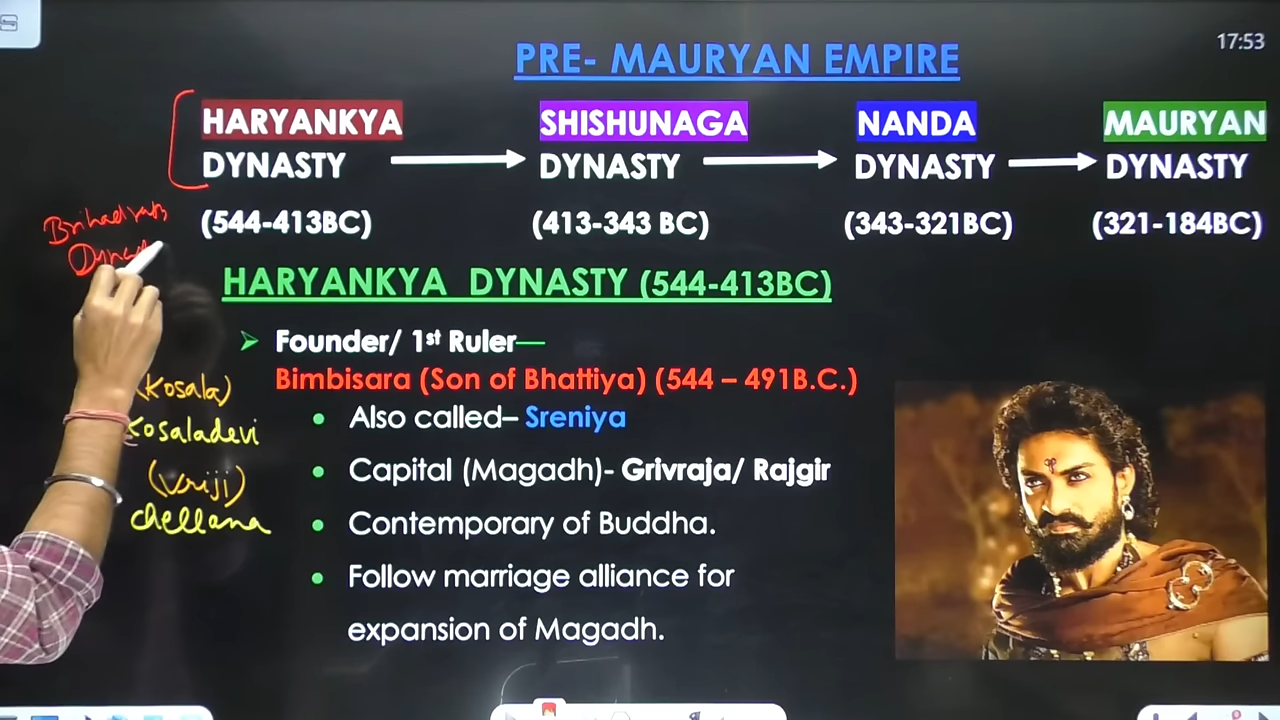 17:53
PRE- MAURYAN EMPIRE
HARYANKYA DYNASTY
(544-413BC)
SHISHUNAGA DYNASTY
(413-343 BC)
NANDA DYNASTY
(343-321BC)
MAURYAN DYNASTY
(321-184BC)
Brihadrath
HARYANKYA DYNASTY (544-413BC)
➢ Founder/ 1st Ruler—
Bimbisara (Son of Bhattiya) (544 – 491B.C.)
• Also called– Sreniya
• Capital (Magadh)- Grivraja/ Rajgir
• Contemporary of Buddha.
• Follow marriage alliance for
expansion of Magadh.
(Kosala)
Kosaladevi
chellana